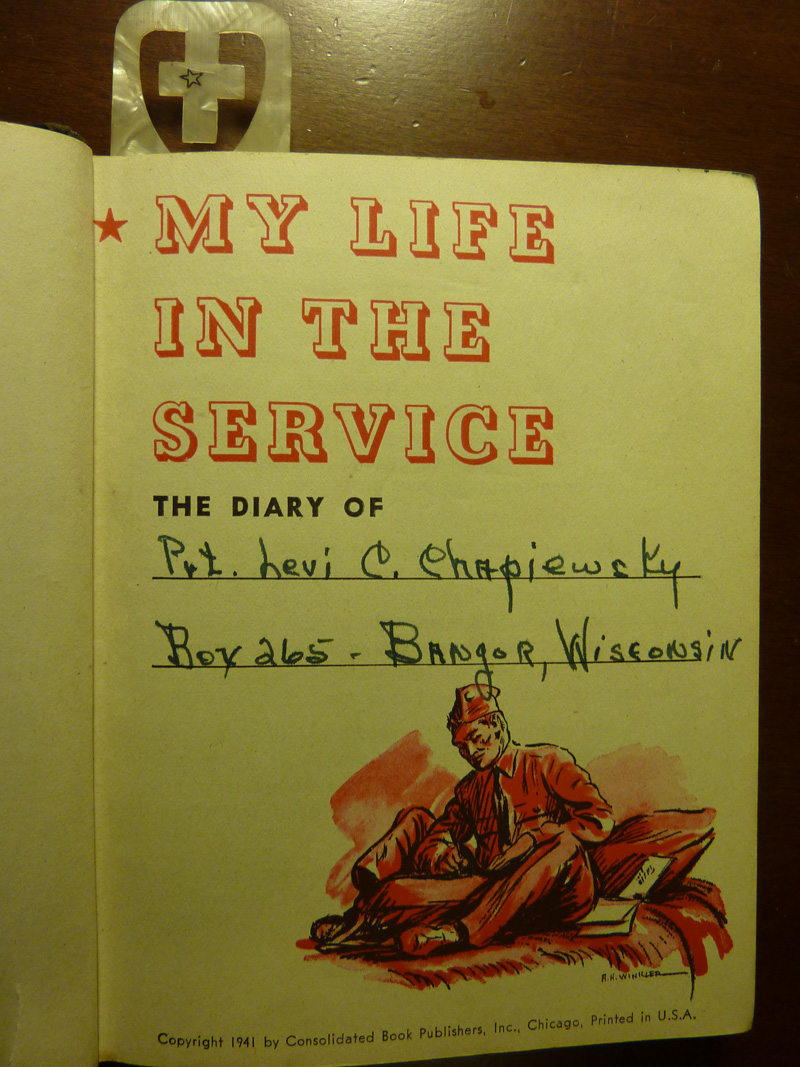 MY LIFE
IN THE
SERVICE
THE DIARY OF
Pvt. Levi C. Chapiewsky
Box 265 - Bangor, Wisconsin
R.H. WINKLER
Copyright 1941 by Consolidated Book Publishers, Inc., Chicago, Printed in U.S.A.